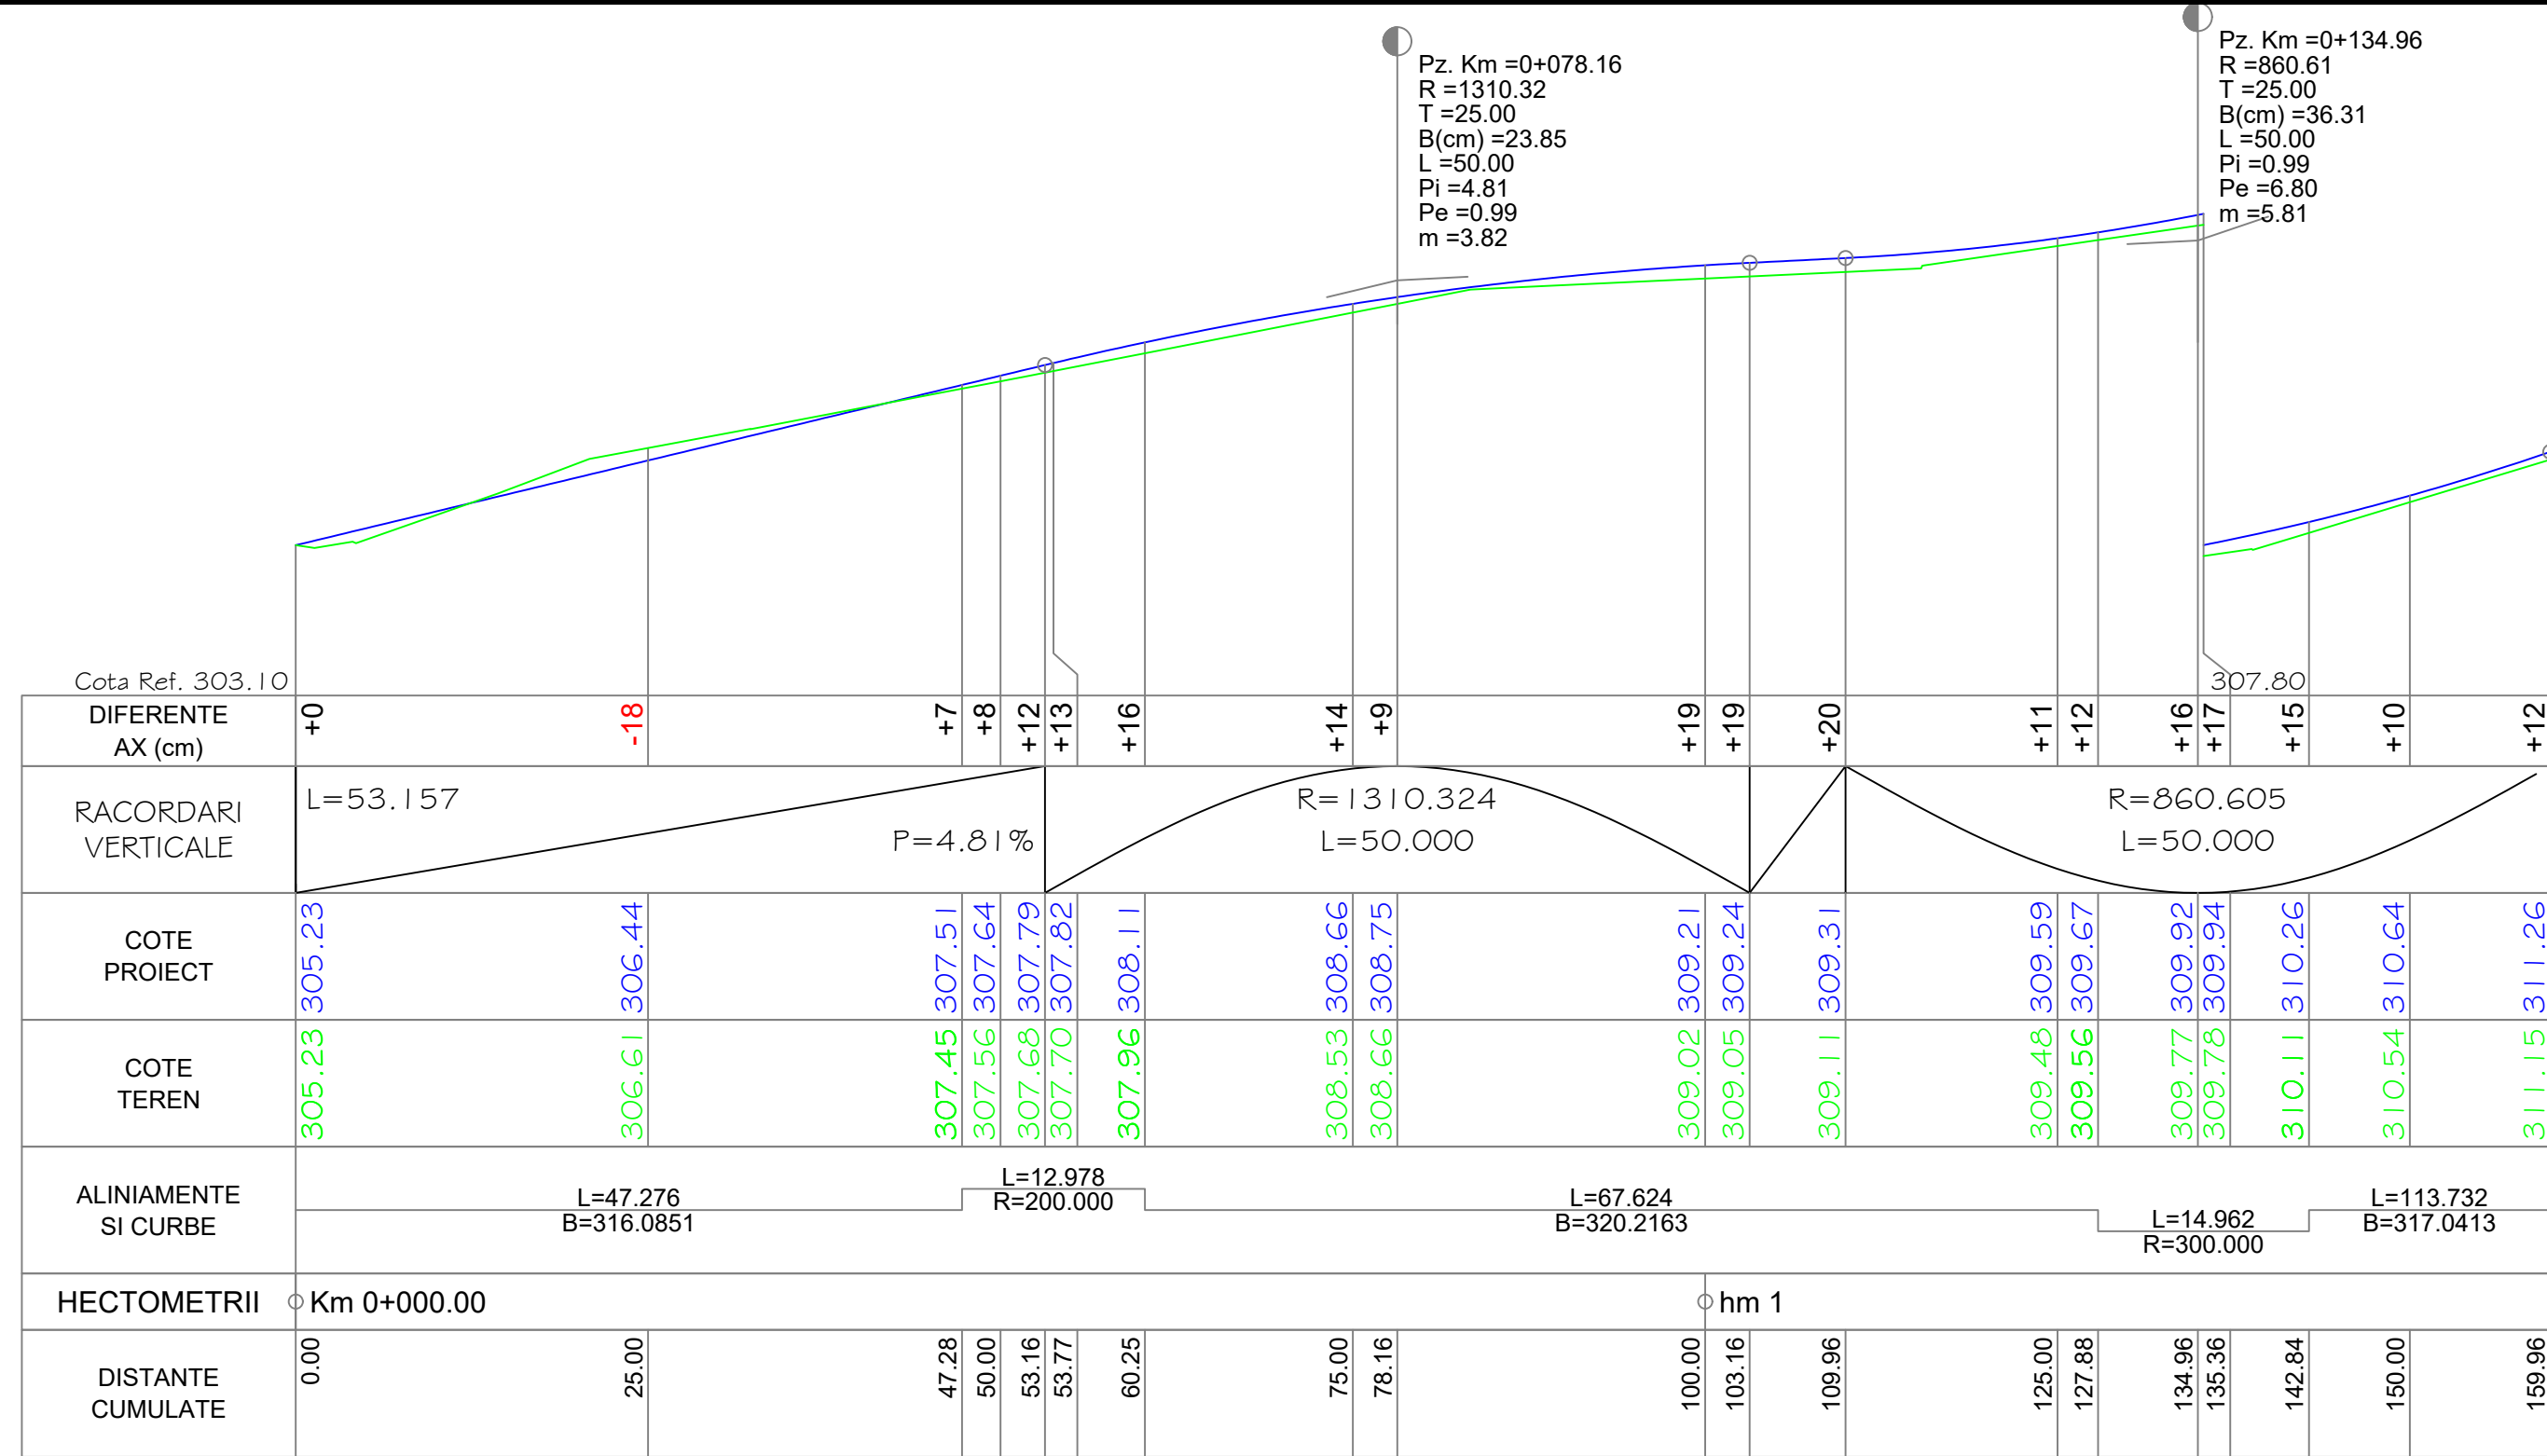 Pz. Km =0+078.16
R =1310.32
T =25.00
B(cm) =23.85
L =50.00
Pi =4.81
Pe =0.99
m =3.82
Pz. Km =0+134.96
R =860.61
T =25.00
B(cm) =36.31
L =50.00
Pi =0.99
Pe =6.80
m =5.81
Cota Ref. 303.10
307.80
DIFERENTE
AX (cm)
+0
-18
+7
+8
+12
+13
+16
+14
+9
+19
+19
+20
+11
+12
+16
+17
+15
+10
+12
RACORDARI
VERTICALE
L=53.157
P=4.81%
R=1310.324
L=50.000
R=860.605
L=50.000
COTE
PROIECT
305.23
306.44
307.51
307.64
307.79
307.82
308.11
308.66
308.75
309.21
309.24
309.31
309.59
309.67
309.92
309.94
310.26
310.64
311.26
COTE
TEREN
305.23
306.61
307.45
307.56
307.68
307.70
307.96
308.53
308.66
309.02
309.05
309.11
309.48
309.56
309.77
309.78
310.11
310.54
311.15
ALINIAMENTE
SI CURBE
L=47.276
B=316.0851
L=12.978
R=200.000
L=67.624
B=320.2163
L=14.962
R=300.000
L=113.732
B=317.0413
HECTOMETRII
Km 0+000.00
hm 1
DISTANTE
CUMULATE
0.00
25.00
47.28
50.00
53.16
53.77
60.25
75.00
78.16
100.00
103.16
109.96
125.00
127.88
134.96
135.36
142.84
150.00
159.96